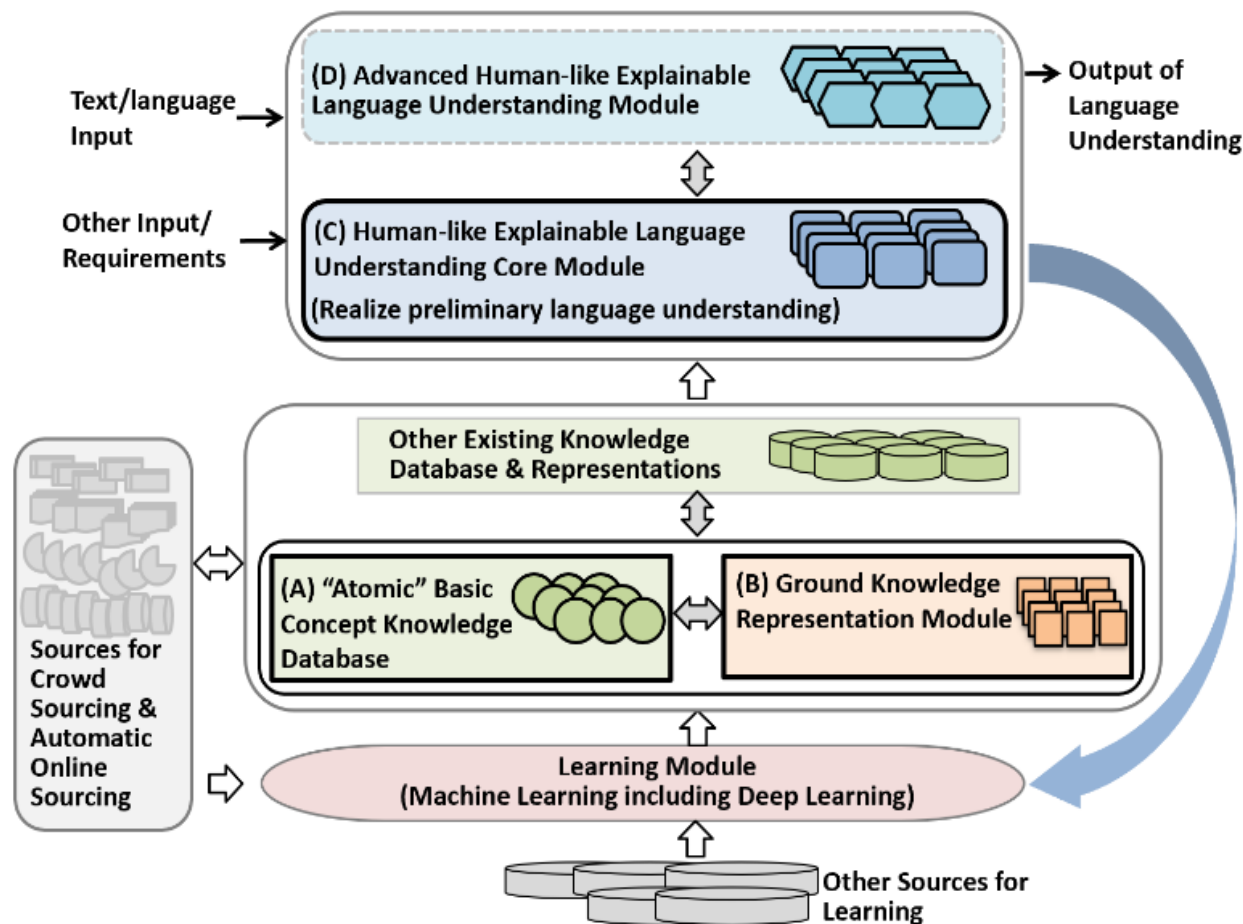 (D) Advanced Human-like Explainable
Language Understanding Module
Text/language
Input
Output of
Language
Understanding
Other Input/
Requirements
(C) Human-like Explainable Language
Understanding Core Module
(Realize preliminary language understanding)
Other Existing Knowledge
Database & Representations
(A) “Atomic” Basic
Concept Knowledge
Database
(B) Ground Knowledge
Representation Module
Sources for
Crowd
Sourcing &
Automatic
Online
Sourcing
Learning Module
(Machine Learning including Deep Learning)
Other Sources for
Learning